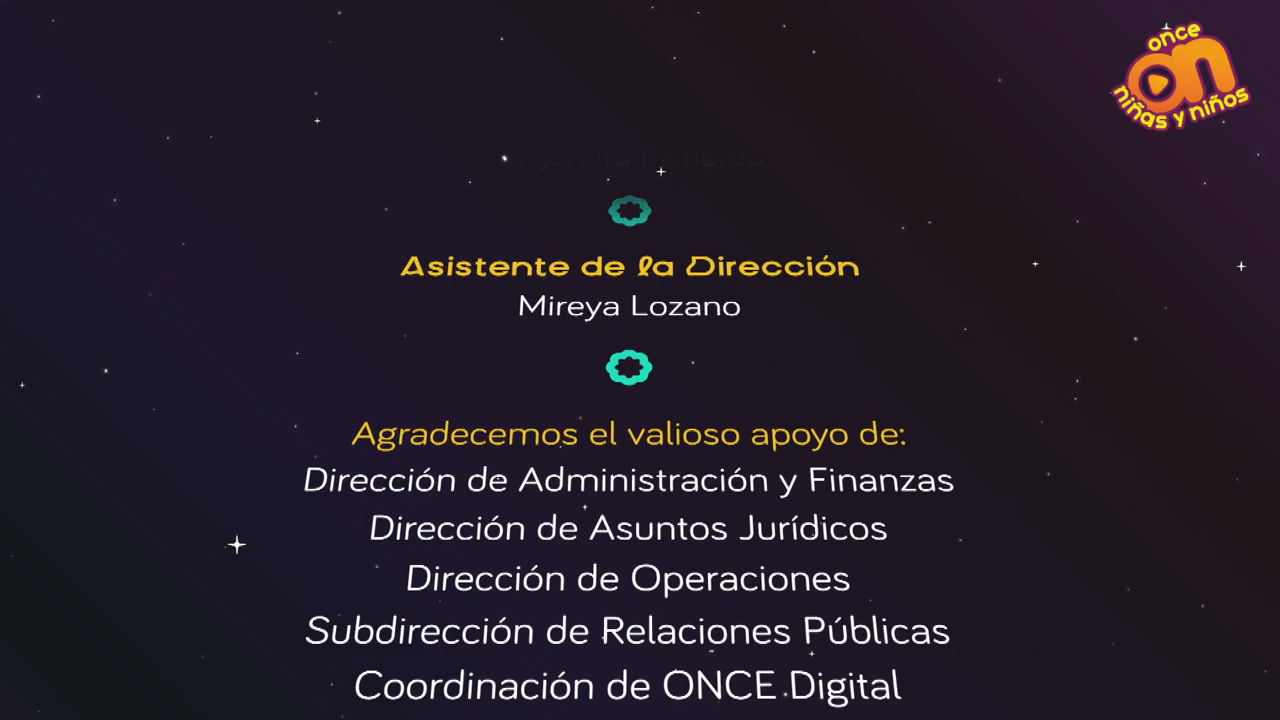 once
on
niñas y niños
Asistente de la Dirección
Mireya Lozano
Agradecemos el valioso apoyo de:
Dirección de Administración y Finanzas
Dirección de Asuntos Jurídicos
Dirección de Operaciones
Subdirección de Relaciones Públicas
Coordinación de ONCE Digital